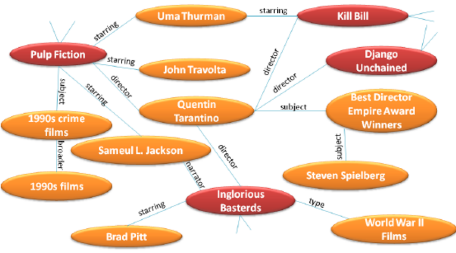 Uma Thurman
starring
Kill Bill
starring
Pulp Fiction
starring
John Travolta
director
Django
Unchained
director
director
subject
starring
Quentin
Tarantino
subject
Best Director
Empire Award
Winners
1990s crime
films
broader
Sameul L. Jackson
director
subject
1990s films
narrator
Steven Spielberg
Inglorious
Basterds
starring
type
World War II
Films
Brad Pitt